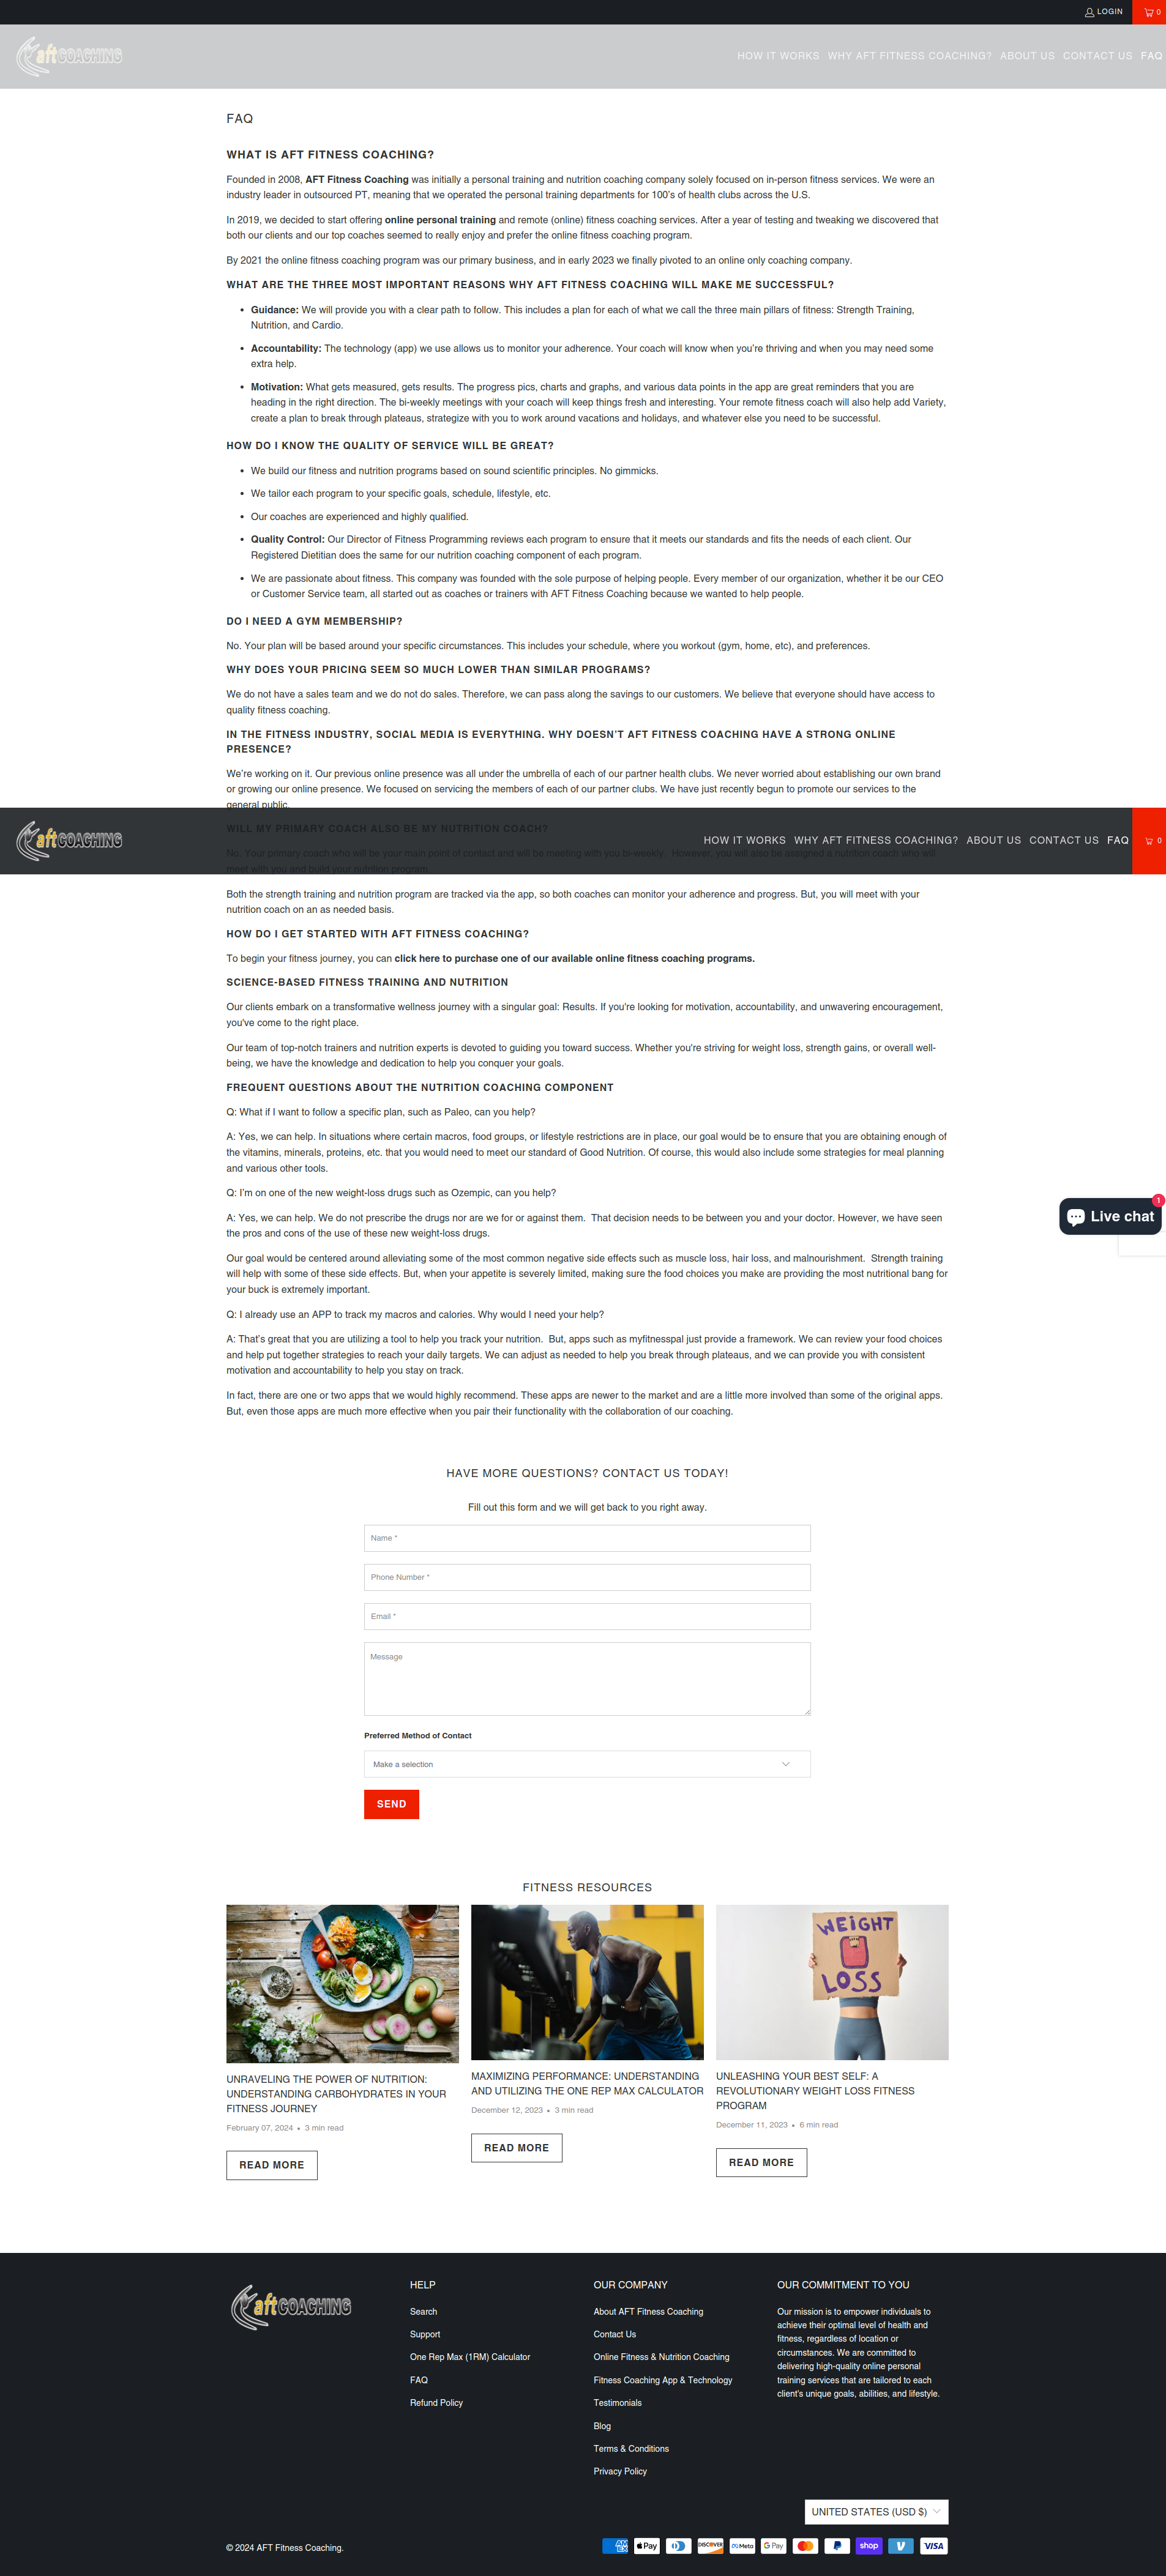 LOGIN
0
aft COACHING
HOW IT WORKS WHY AFT FITNESS COACHING? ABOUT US CONTACT US FAQ
FAQ
WHAT IS AFT FITNESS COACHING?
Founded in 2008, AFT Fitness Coaching was initially a personal training and nutrition coaching company solely focused on in-person fitness services. We were an
industry leader in outsourced PT, meaning that we operated the personal training departments for 100's of health clubs across the U.S.
In 2019, we decided to start offering online personal training and remote (online) fitness coaching services. After a year of testing and tweaking we discovered that
both our clients and our top coaches seemed to really enjoy and prefer the online fitness coaching program.
By 2021 the online fitness coaching program was our primary business, and in early 2023 we finally pivoted to an online only coaching company.
WHAT ARE THE THREE MOST IMPORTANT REASONS WHY AFT FITNESS COACHING WILL MAKE ME SUCCESSFUL?
• Guidance: We will provide you with a clear path to follow. This includes a plan for each of what we call the three main pillars of fitness: Strength Training,
Nutrition, and Cardio.
• Accountability: The technology (app) we use allows us to monitor your adherence. Your coach will know when you're thriving and when you may need some
extra help.
• Motivation: What gets measured, gets results. The progress pics, charts and graphs, and various data points in the app are great reminders that you are
heading in the right direction. The bi-weekly meetings with your coach will keep things fresh and interesting. Your remote fitness coach will also help add Variety,
create a plan to break through plateaus, strategize with you to work around vacations and holidays, and whatever else you need to be successful.
HOW DO I KNOW THE QUALITY OF SERVICE WILL BE GREAT?
• We build our fitness and nutrition programs based on sound scientific principles. No gimmicks.
• We tailor each program to your specific goals, schedule, lifestyle, etc.
• Our coaches are experienced and highly qualified.
• Quality Control: Our Director of Fitness Programming reviews each program to ensure that it meets our standards and fits the needs of each client. Our
Registered Dietitian does the same for our nutrition coaching component of each program.
• We are passionate about fitness. This company was founded with the sole purpose of helping people. Every member of our organization, whether it be our CEO
or Customer Service team, all started out as coaches or trainers with AFT Fitness Coaching because we wanted to help people.
DO I NEED A GYM MEMBERSHIP?
No. Your plan will be based around your specific circumstances. This includes your schedule, where you workout (gym, home, etc), and preferences.
WHY DOES YOUR PRICING SEEM SO MUCH LOWER THAN SIMILAR PROGRAMS?
We do not have a sales team and we do not do sales. Therefore, we can pass along the savings to our customers. We believe that everyone should have access to
quality fitness coaching.
IN THE FITNESS INDUSTRY, SOCIAL MEDIA IS EVERYTHING. WHY DOESN'T AFT FITNESS COACHING HAVE A STRONG ONLINE
PRESENCE?
We're working on it. Our previous online presence was all under the umbrella of each of our partner health clubs. We never worried about establishing our own brand
or growing our online presence. We focused on servicing the members of each of our partner clubs. We have just recently begun to promote our services to the
general public.
WILL MY PRIMARY COACH ALSO BE MY NUTRITION COACH?
aft COACHING
HOW IT WORKS WHY AFT FITNESS COACHING? ABOUT US CONTACT US FAQ
0
No. Your primary coach who will be your main point of contact and will be meeting with you bi-weekly. However, you will also be assigned a nutrition coach who will
meet with you and build your nutrition program.
Both the strength training and nutrition program are tracked via the app, so both coaches can monitor your adherence and progress. But, you will meet with your
nutrition coach on an as needed basis.
HOW DO I GET STARTED WITH AFT FITNESS COACHING?
To begin your fitness journey, you can click here to purchase one of our available online fitness coaching programs.
SCIENCE-BASED FITNESS TRAINING AND NUTRITION
Our clients embark on a transformative wellness journey with a singular goal: Results. If you're looking for motivation, accountability, and unwavering encouragement,
you've come to the right place.
Our team of top-notch trainers and nutrition experts is devoted to guiding you toward success. Whether you're striving for weight loss, strength gains, or overall well-
being, we have the knowledge and dedication to help you conquer your goals.
FREQUENT QUESTIONS ABOUT THE NUTRITION COACHING COMPONENT
Q: What if I want to follow a specific plan, such as Paleo, can you help?
A: Yes, we can help. In situations where certain macros, food groups, or lifestyle restrictions are in place, our goal would be to ensure that you are obtaining enough of
the vitamins, minerals, proteins, etc. that you would need to meet our standard of Good Nutrition. Of course, this would also include some strategies for meal planning
and various other tools.
Q: I'm on one of the new weight-loss drugs such as Ozempic, can you help?
A: Yes, we can help. We do not prescribe the drugs nor are we for or against them. That decision needs to be between you and your doctor. However, we have seen
the pros and cons of the use of these new weight-loss drugs.
1
Live chat
Our goal would be centered around alleviating some of the most common negative side effects such as muscle loss, hair loss, and malnourishment. Strength training
will help with some of these side effects. But, when your appetite is severely limited, making sure the food choices you make are providing the most nutritional bang for
your buck is extremely important.
Q: I already use an APP to track my macros and calories. Why would I need your help?
A: That's great that you are utilizing a tool to help you track your nutrition. But, apps such as myfitnesspal just provide a framework. We can review your food choices
and help put together strategies to reach your daily targets. We can adjust as needed to help you break through plateaus, and we can provide you with consistent
motivation and accountability to help you stay on track.
In fact, there are one or two apps that we would highly recommend. These apps are newer to the market and are a little more involved than some of the original apps.
But, even those apps are much more effective when you pair their functionality with the collaboration of our coaching.
HAVE MORE QUESTIONS? CONTACT US TODAY!
Fill out this form and we will get back to you right away.
Name *
Phone Number *
Email *
Message
Preferred Method of Contact
Make a selection
SEND
FITNESS RESOURCES
WEIGHT
LOSS
UNRAVELING THE POWER OF NUTRITION:
UNDERSTANDING CARBOHYDRATES IN YOUR
FITNESS JOURNEY
February 07, 2024 • 3 min read
READ MORE
MAXIMIZING PERFORMANCE: UNDERSTANDING
AND UTILIZING THE ONE REP MAX CALCULATOR
December 12, 2023 • 3 min read
READ MORE
UNLEASHING YOUR BEST SELF: A
REVOLUTIONARY WEIGHT LOSS FITNESS
PROGRAM
December 11, 2023 • 6 min read
READ MORE
aft COACHING
HELP
Search
Support
One Rep Max (1RM) Calculator
FAQ
Refund Policy
OUR COMPANY
About AFT Fitness Coaching
Contact Us
Online Fitness & Nutrition Coaching
Fitness Coaching App & Technology
Testimonials
Blog
Terms & Conditions
Privacy Policy
OUR COMMITMENT TO YOU
Our mission is to empower individuals to
achieve their optimal level of health and
fitness, regardless of location or
circumstances. We are committed to
delivering high-quality online personal
training services that are tailored to each
client's unique goals, abilities, and lifestyle.
UNITED STATES (USD $)
© 2024 AFT Fitness Coaching.
AMEX
Pay
DISCOVER
Meta
G Pay
shop
VISA